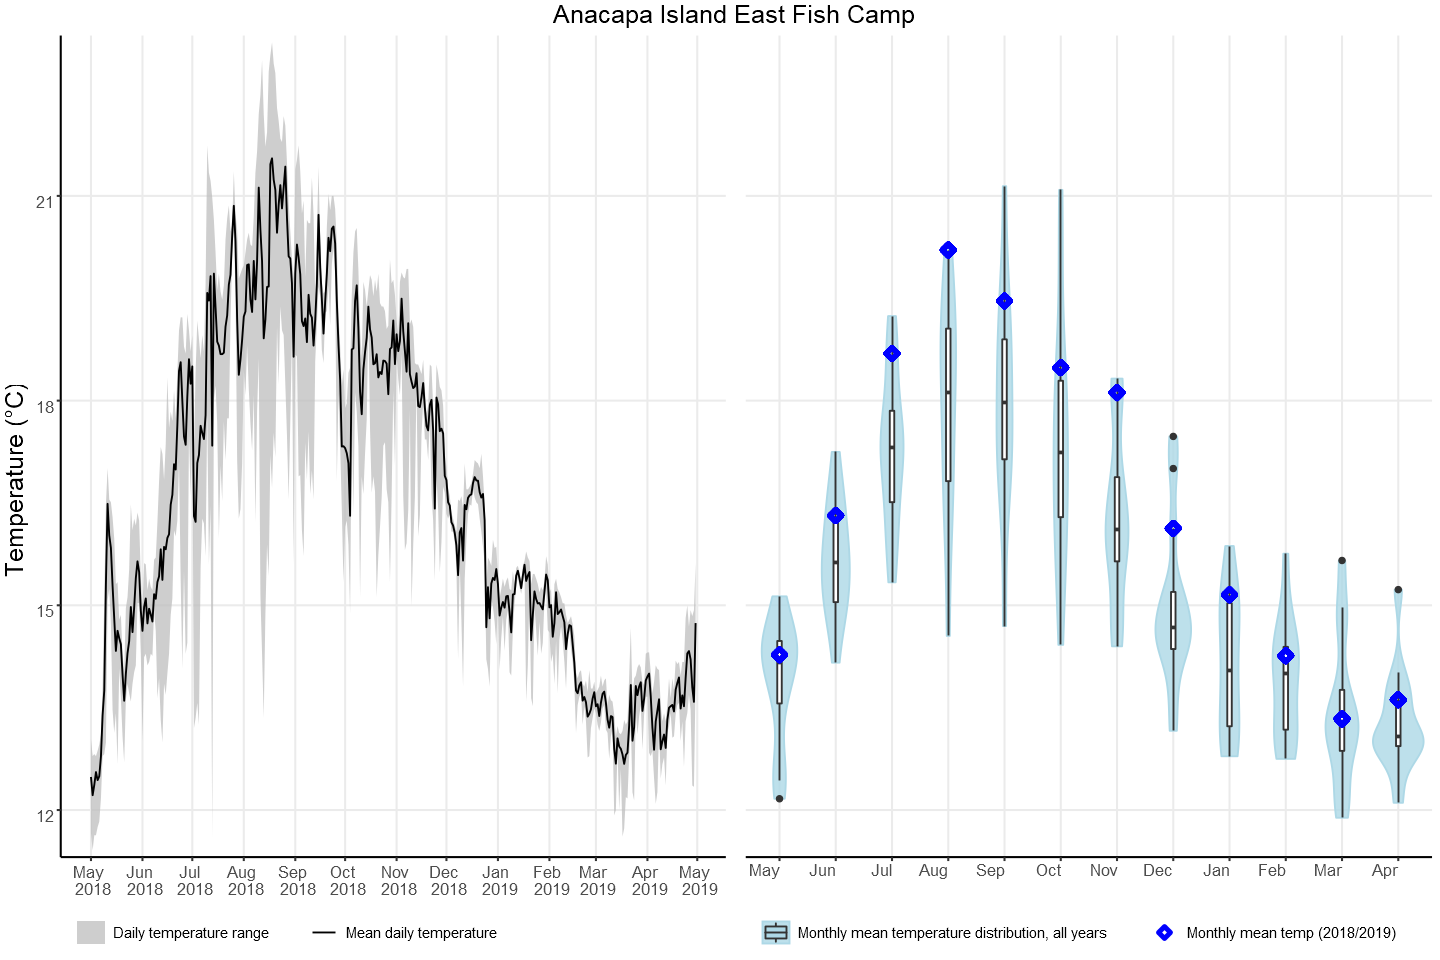 Anacapa Island East Fish Camp
Temperature (°C)
21
18
15
12
May 2018 Jun 2018 Jul 2018 Aug 2018 Sep 2018 Oct 2018 Nov 2018 Dec 2018 Jan 2019 Feb 2019 Mar 2019 Apr 2019 May 2019
May Jun Jul Aug Sep Oct Nov Dec Jan Feb Mar Apr
Daily temperature range
Mean daily temperature
Monthly mean temperature distribution, all years
Monthly mean temp (2018/2019)